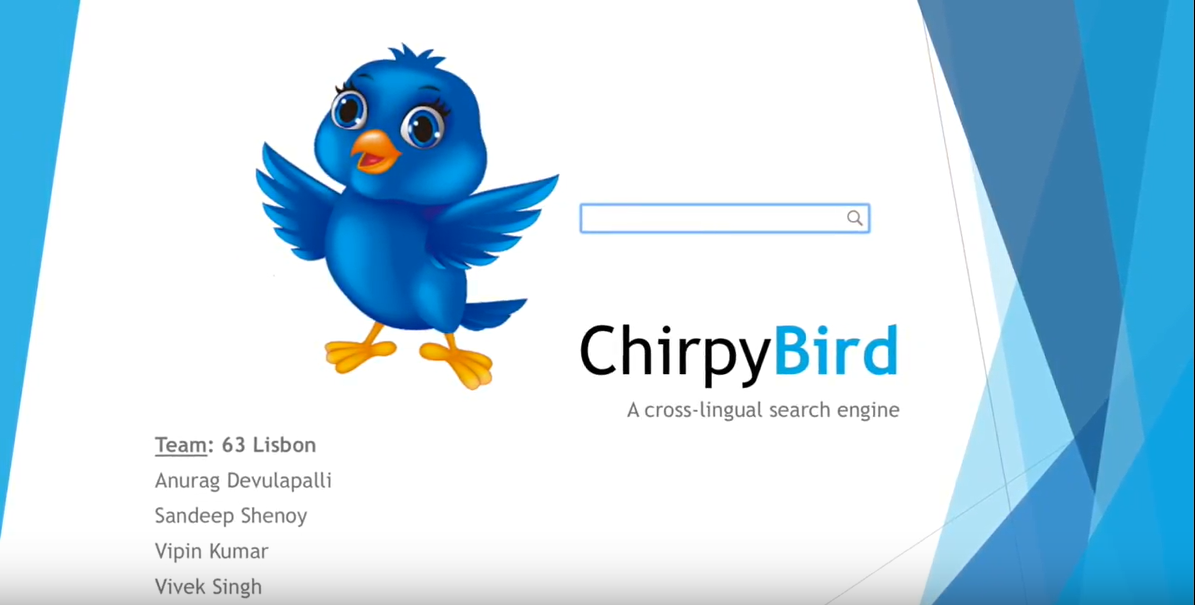 ChirpyBird
A cross-lingual search engine
Team: 63 Lisbon
Anurag Devulapalli
Sandeep Shenoy
Vipin Kumar
Vivek Singh